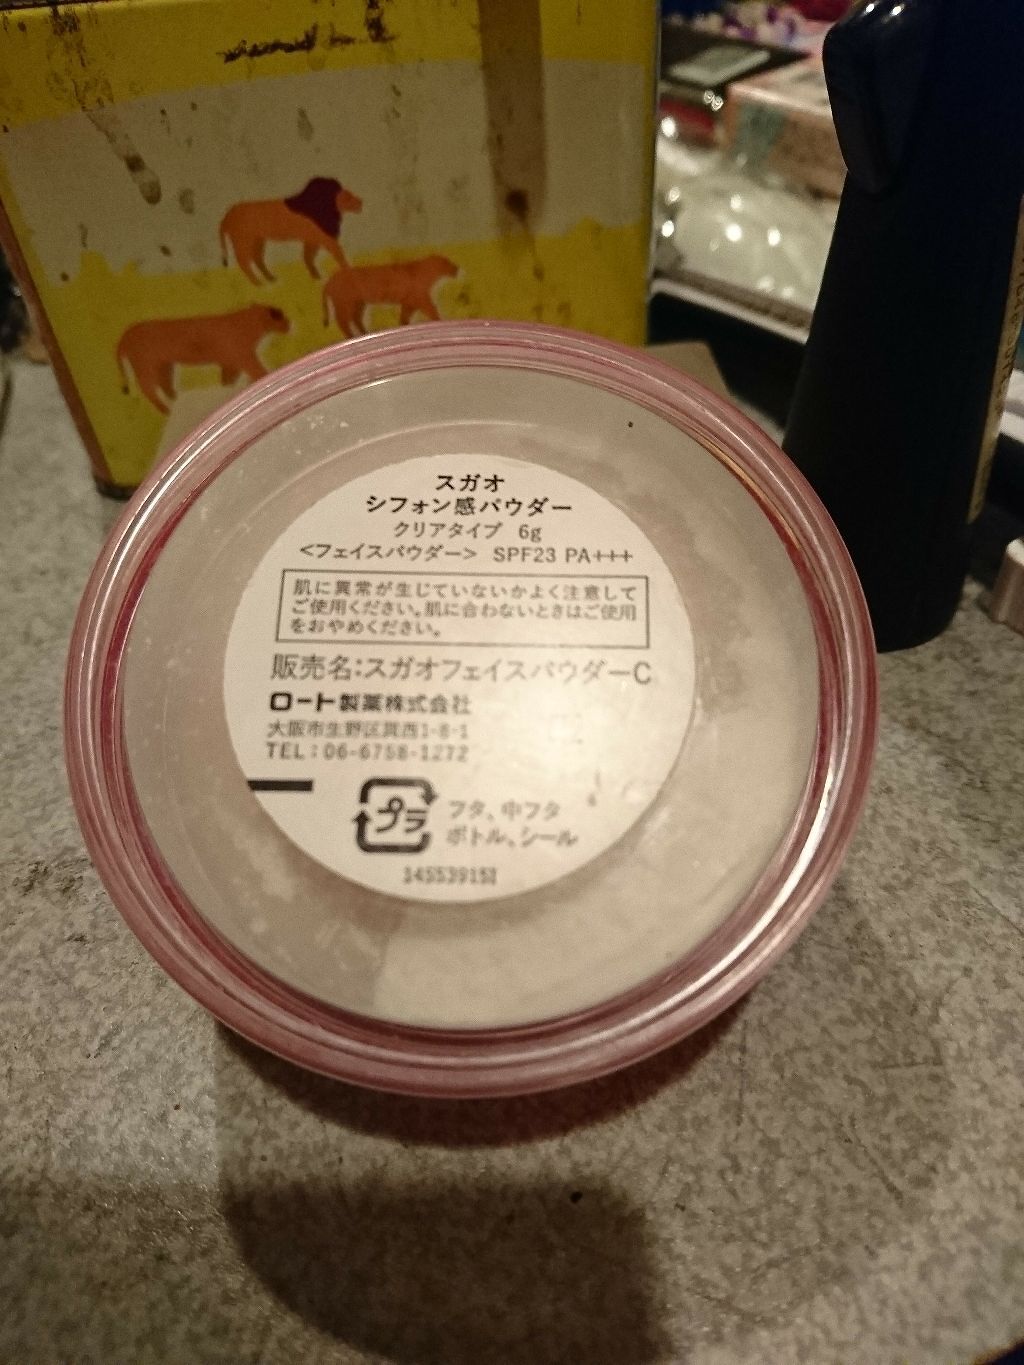 スガオ
シフォン感パウダー
クリアタイプ 6g
<フェイスパウダー> SPF23 PA+++
肌に異常が生じていないかよく注意して
ご使用ください。肌に合わないときはご使用
をおやめください。
販売名:スガオフェイスパウダーC
ロート製薬株式会社
大阪市生野区巽西1-8-1
TEL:06-6758-1272
プラ
フタ、中フタ
ボトル、シール